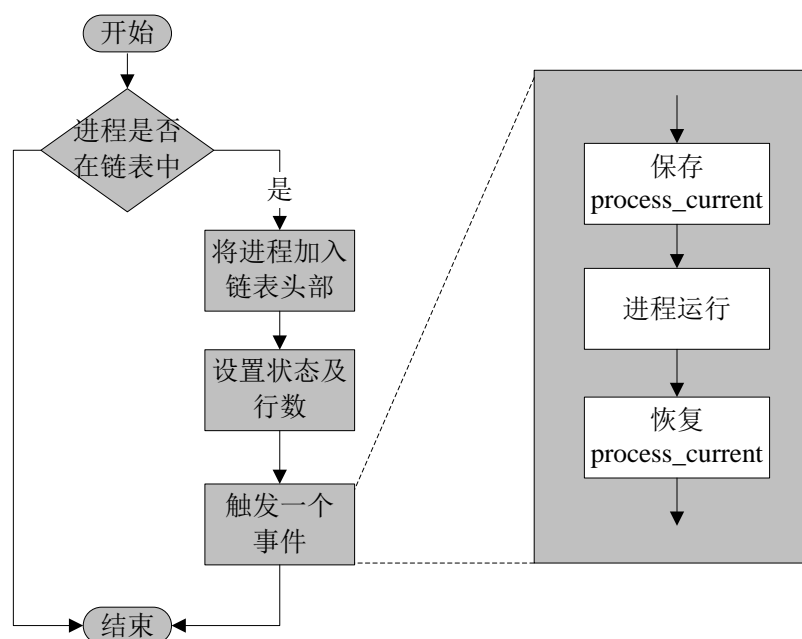 开始
进程是否
在链表中
是
将进程加入
链表头部
设置状态及
行数
触发一个
事件
结束
保存
process_current
进程运行
恢复
process_current